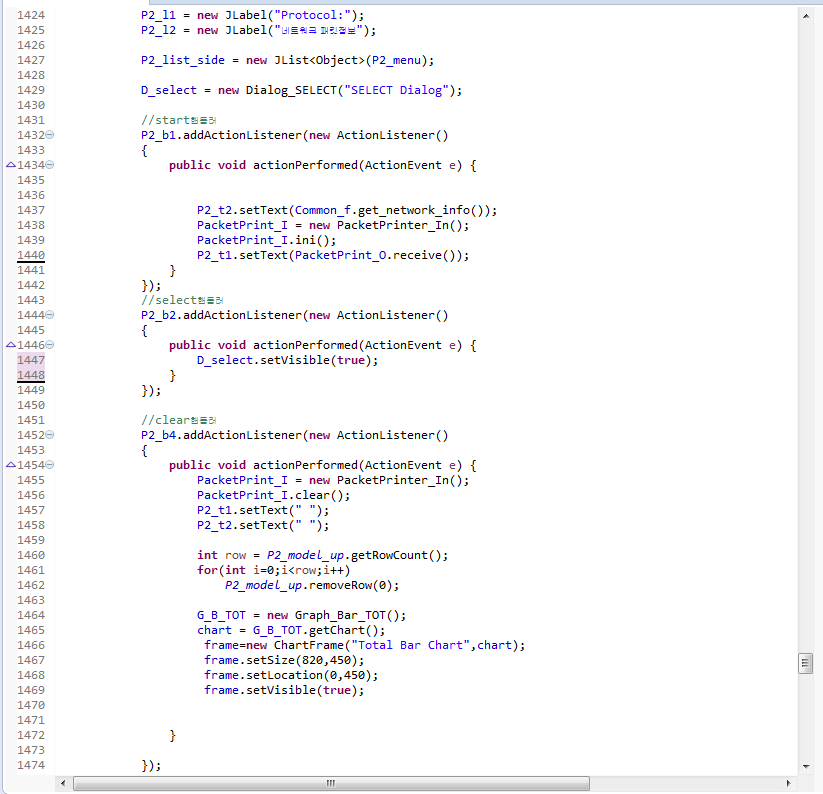 1424 P2_l1 = new JLabel("Protocol:");
1425 P2_l2 = new JLabel("네트워크 패킷정보");
1426
1427 P2_list_side = new JList<Object>(P2_menu);
1428
1429 D_select = new Dialog_SELECT("SELECT Dialog");
1430
1431 //start핸들러
1432 P2_b1.addActionListener(new ActionListener()
1433 {
1434 public void actionPerformed(ActionEvent e) {
1435
1436
1437 P2_t2.setText(Common_f.get_network_info());
1438 PacketPrint_I = new PacketPrinter_In();
1439 PacketPrint_I.ini();
1440 P2_t1.setText(PacketPrint_O.receive());
1441 }
1442 });
1443 //select핸들러
1444 P2_b2.addActionListener(new ActionListener()
1445 {
1446 public void actionPerformed(ActionEvent e) {
1447 D_select.setVisible(true);
1448 }
1449 });
1450
1451 //clear핸들러
1452 P2_b4.addActionListener(new ActionListener()
1453 {
1454 public void actionPerformed(ActionEvent e) {
1455 PacketPrint_I = new PacketPrinter_In();
1456 PacketPrint_I.clear();
1457 P2_t1.setText(" ");
1458 P2_t2.setText(" ");
1459
1460 int row = P2_model_up.getRowCount();
1461 for(int i=0;i<row;i++)
1462 P2_model_up.removeRow(0);
1463
1464 G_B_TOT = new Graph_Bar_TOT();
1465 chart = G_B_TOT.getChart();
1466 frame=new ChartFrame("Total Bar Chart",chart);
1467 frame.setSize(820,450);
1468 frame.setLocation(0,450);
1469 frame.setVisible(true);
1470
1471
1472 }
1473
1474 });